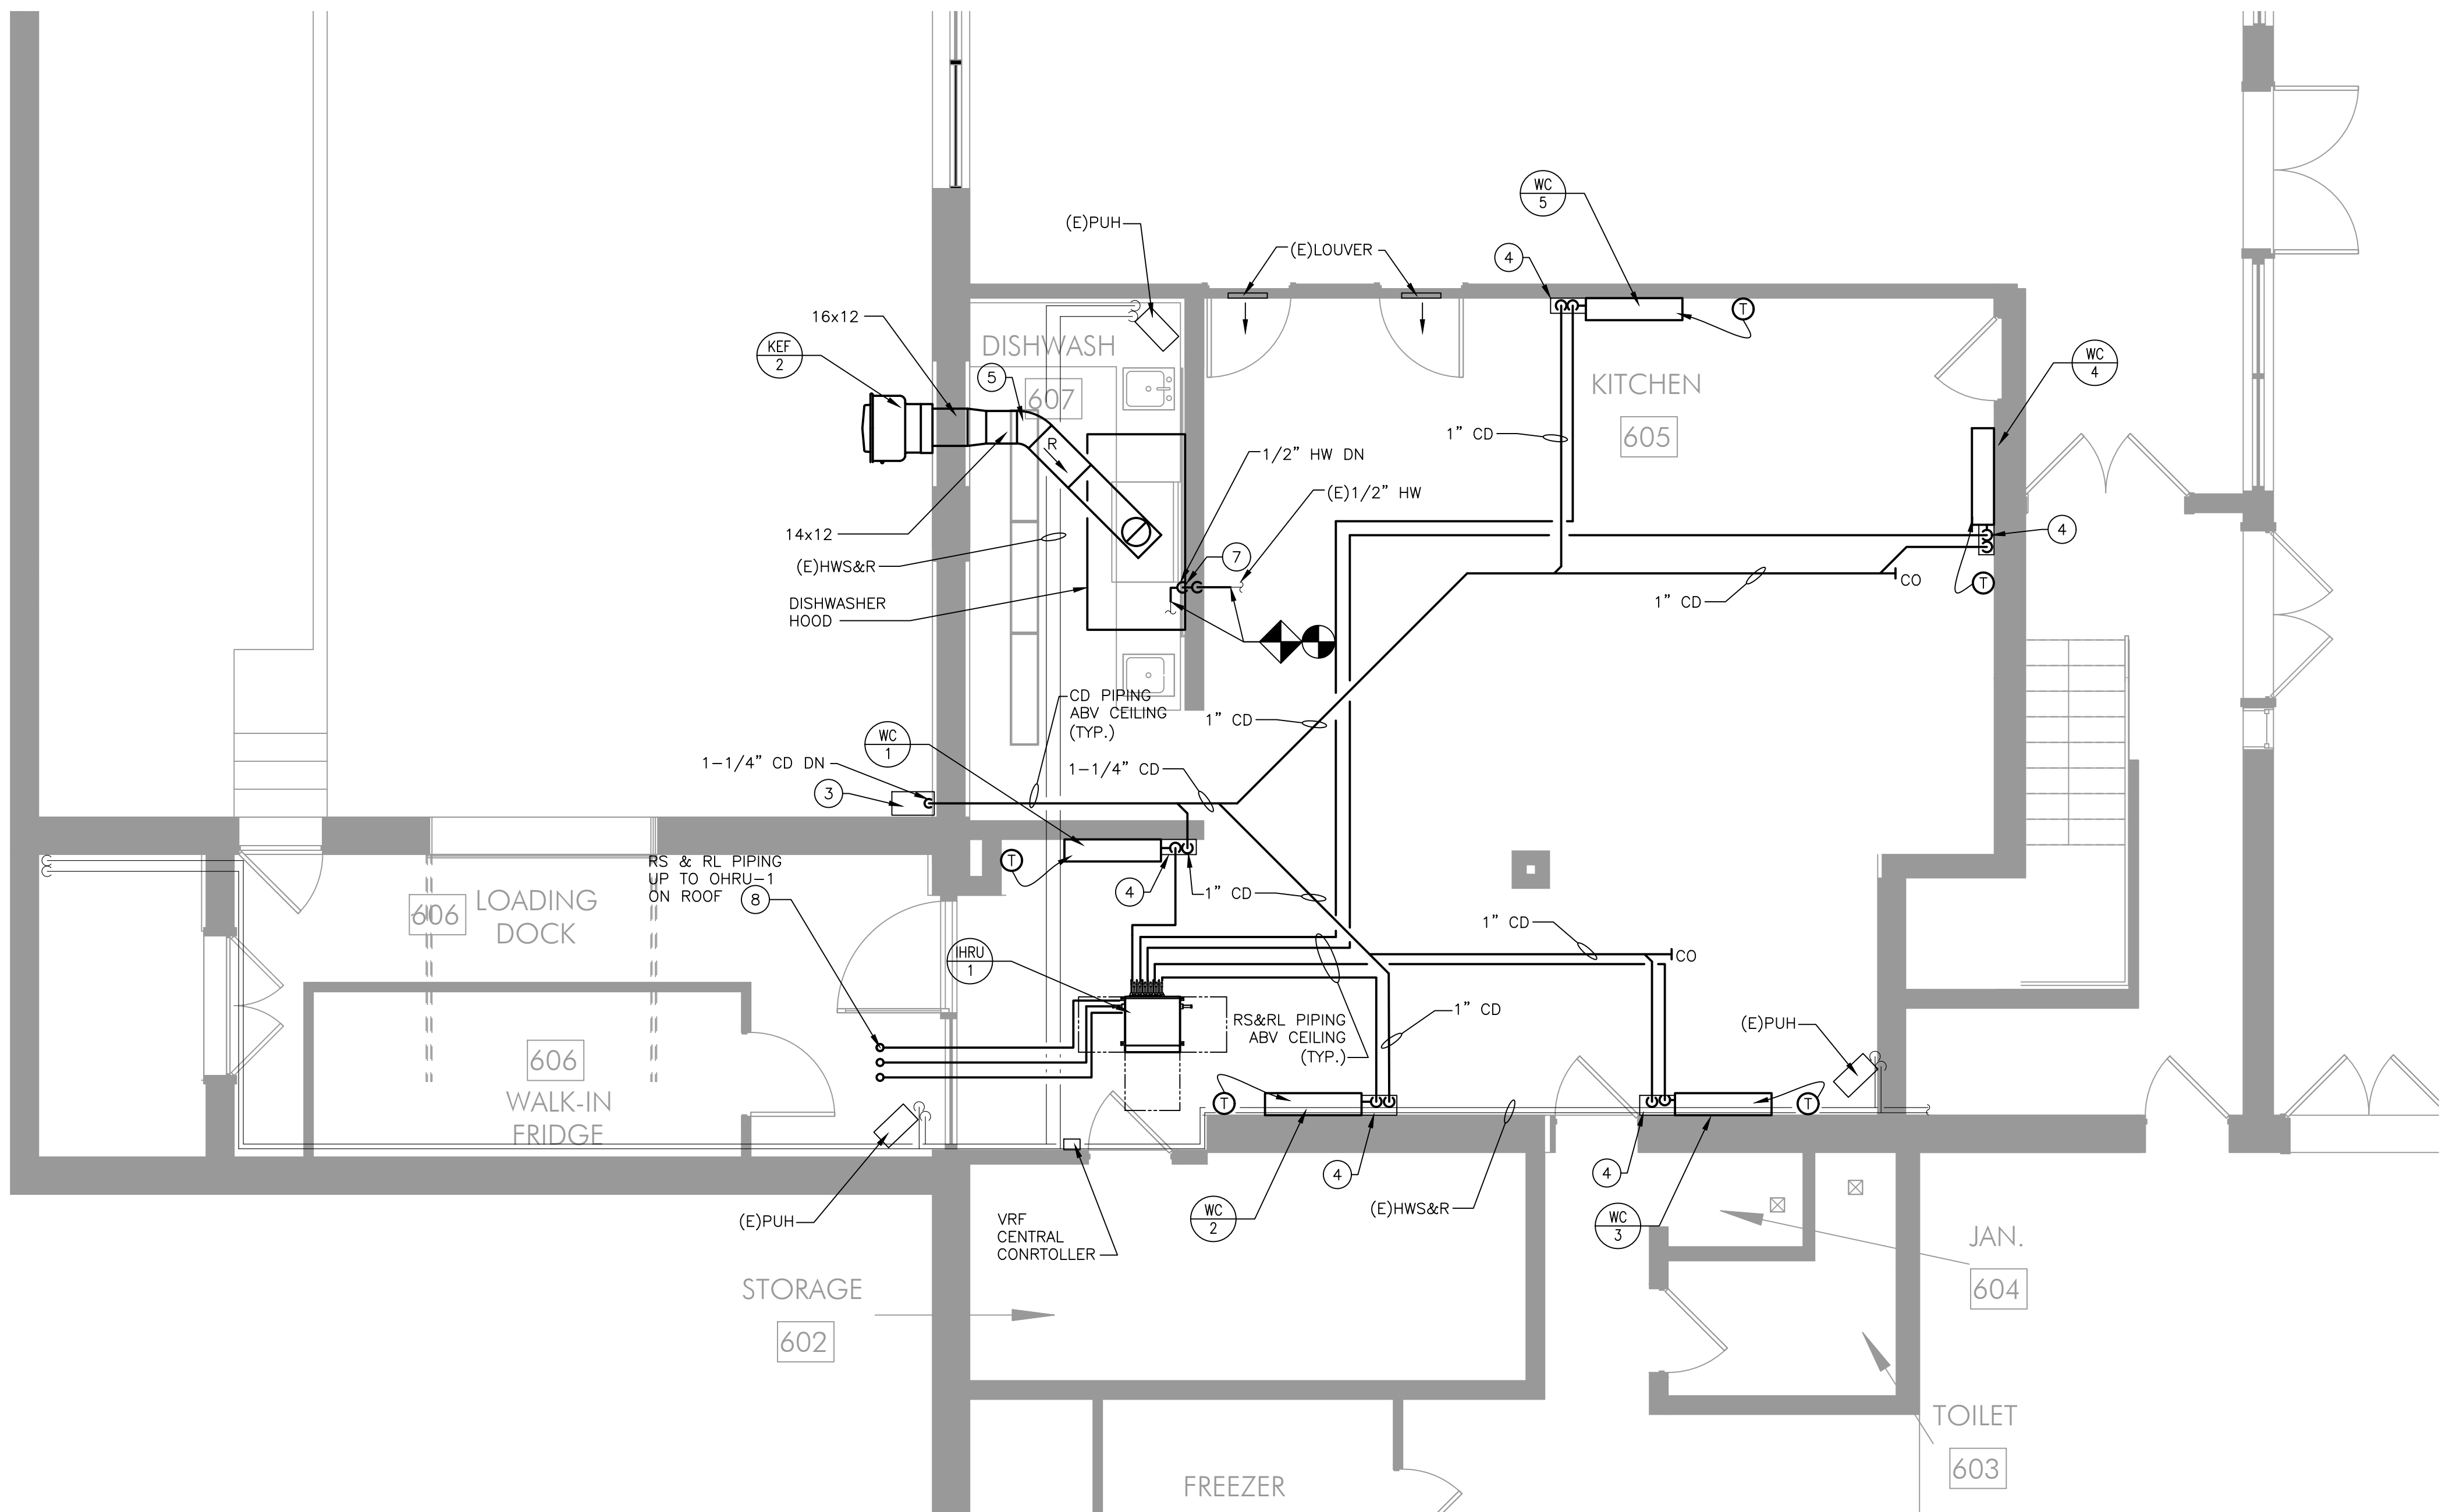 WC
5
(E)PUH
(E)LOUVER
4
T
16x12
KEF
2
DISHWASH
5
607
KITCHEN
605
WC
4
R
1" CD
1/2" HW DN
(E)1/2" HW
14x12
(E)HWS&R
7
4
DISHWASHER
HOOD
CO
T
1" CD
CD PIPING
ABV CEILING
(TYP.)
1" CD
WC
1
1-1/4" CD DN
1-1/4" CD
3
RS & RL PIPING
UP TO OHRU-1
ON ROOF
8
T
4
1" CD
606
LOADING
DOCK
1" CD
IHRU
1
CO
RS&RL PIPING
ABV CEILING
(TYP.)
1" CD
(E)PUH
606
WALK-IN
FRIDGE
T
T
4
4
(E)PUH
VRF
CENTRAL
CONRTOLLER
WC
2
(E)HWS&R
WC
3
JAN.
604
STORAGE
602
TOILET
603
FREEZER